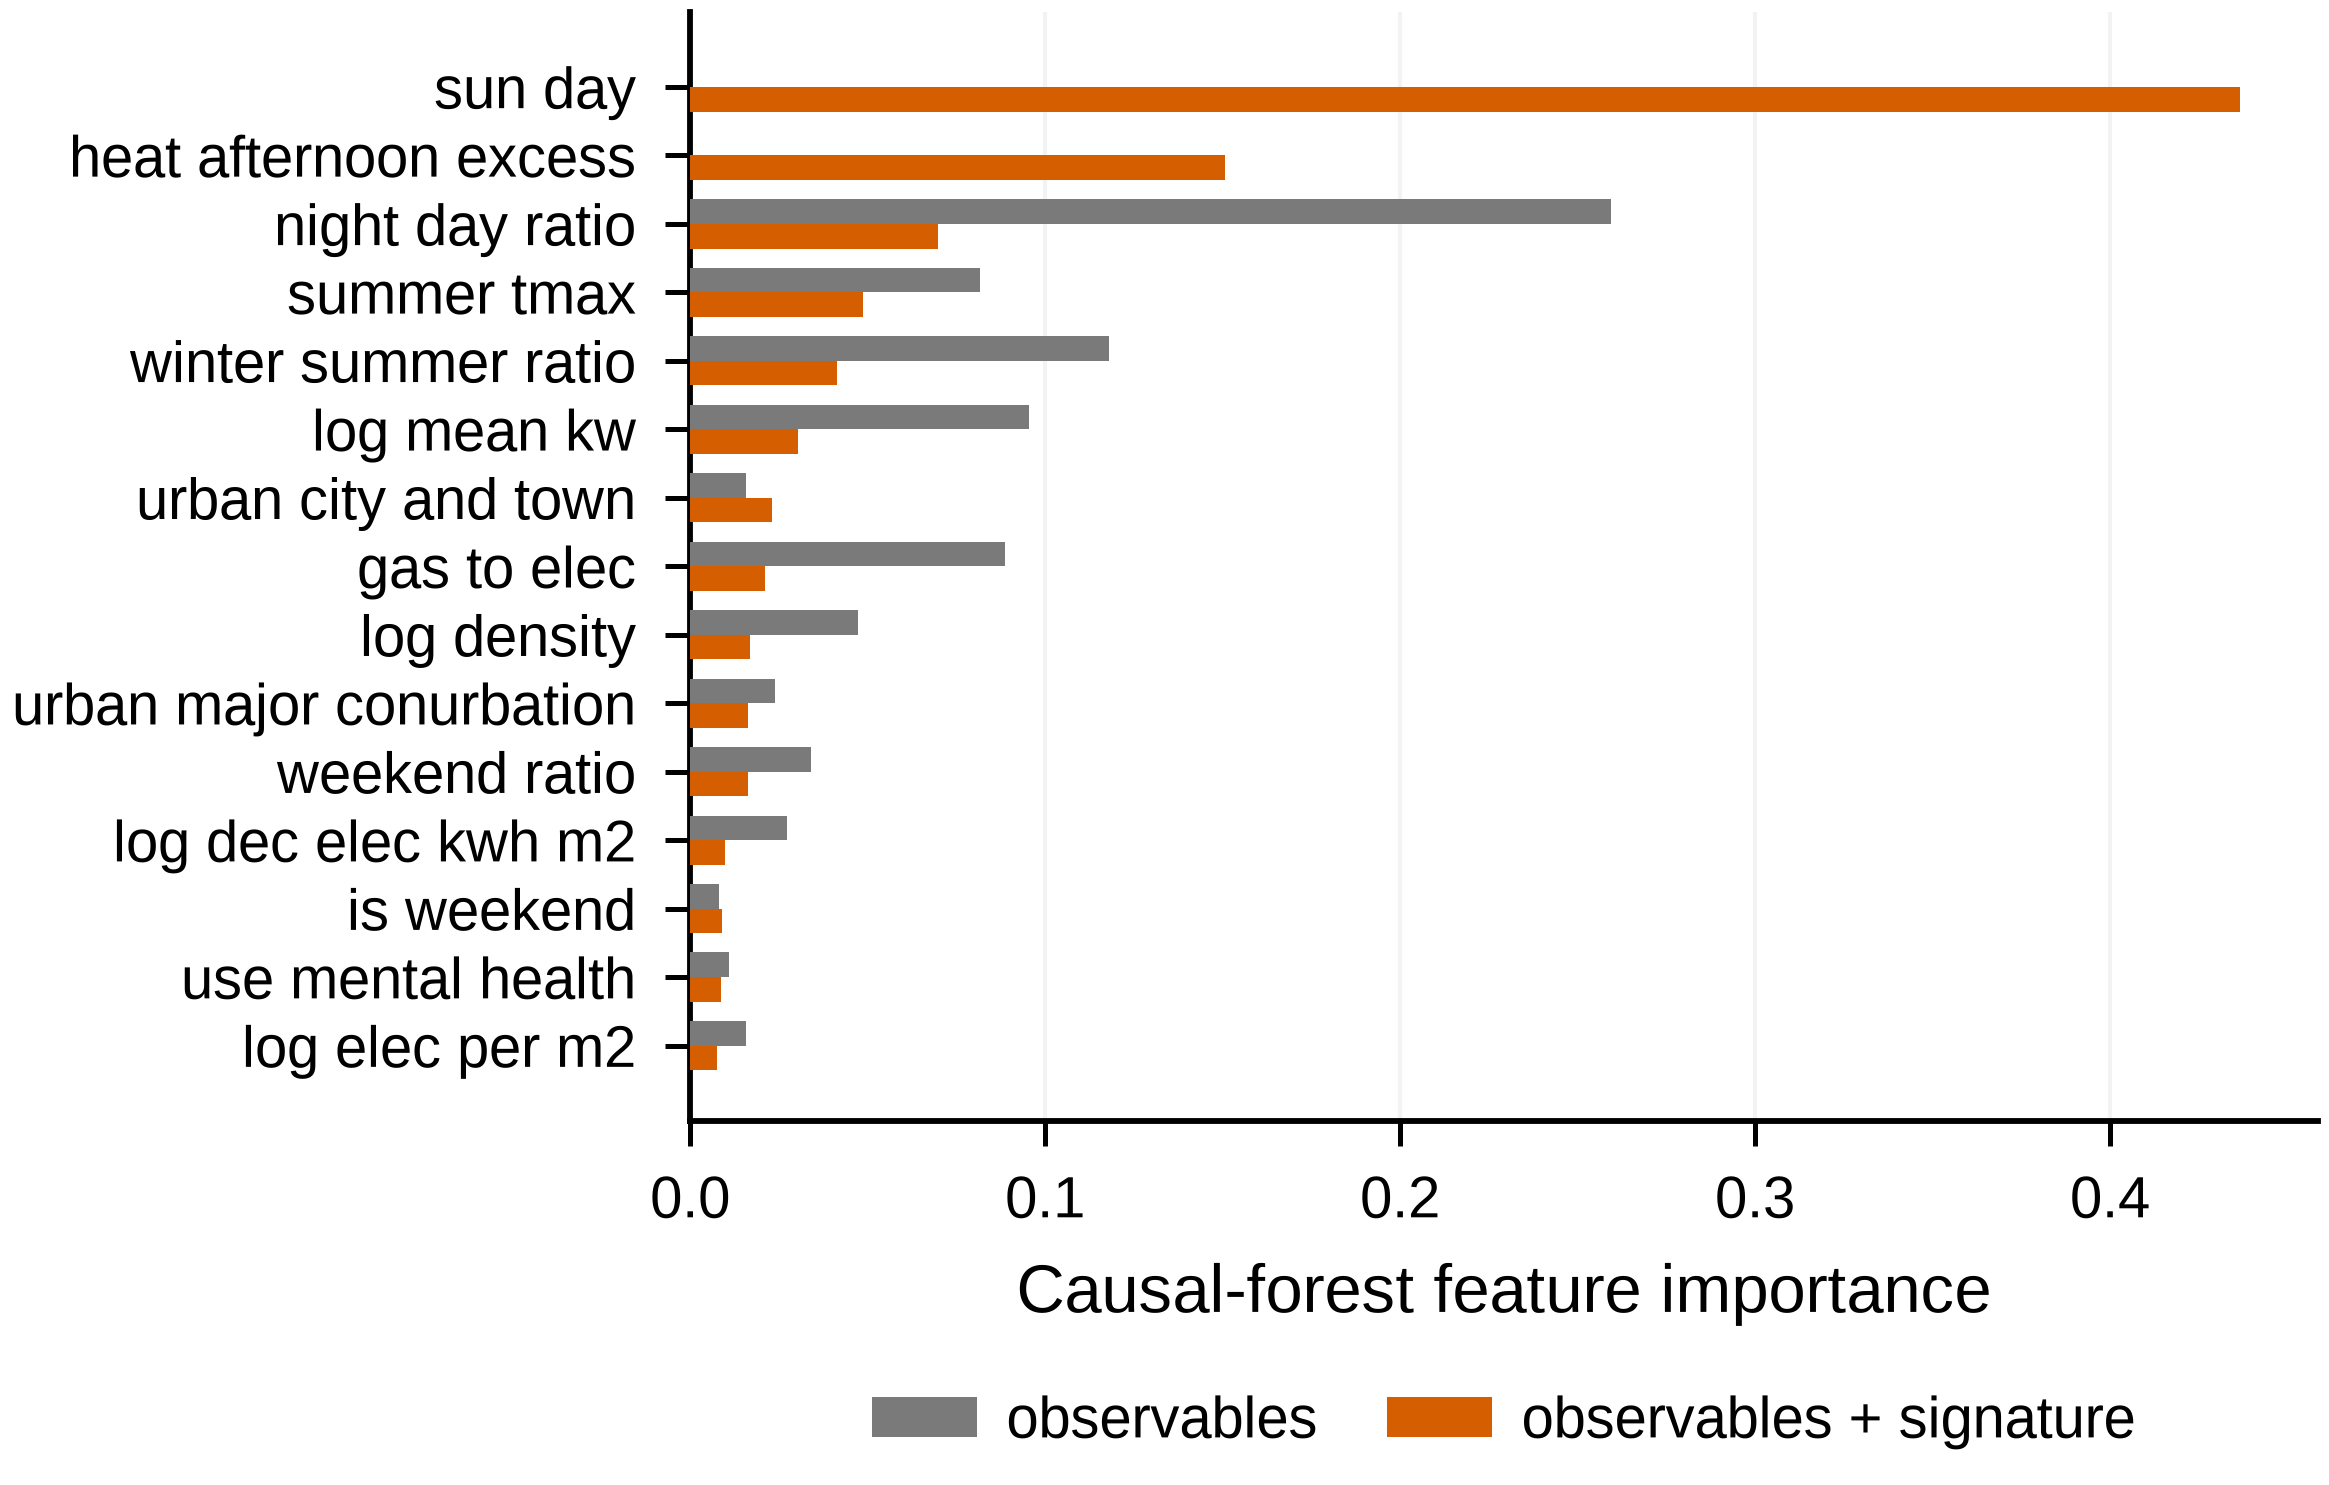 sun day
heat afternoon excess
night day ratio
summer tmax
winter summer ratio
log mean kw
urban city and town
gas to elec
log density
urban major conurbation
weekend ratio
log dec elec kwh m2
is weekend
use mental health
log elec per m2
0.0 0.1 0.2 0.3 0.4
Causal-forest feature importance
observables observables + signature